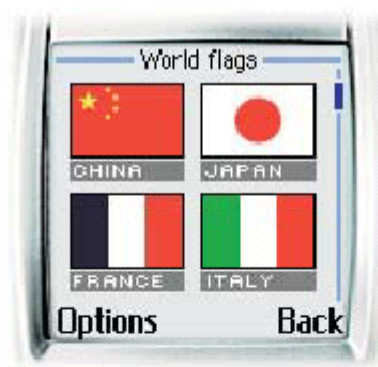 World flags
CHINA JAPAN
FRANCE ITALY
Options Back